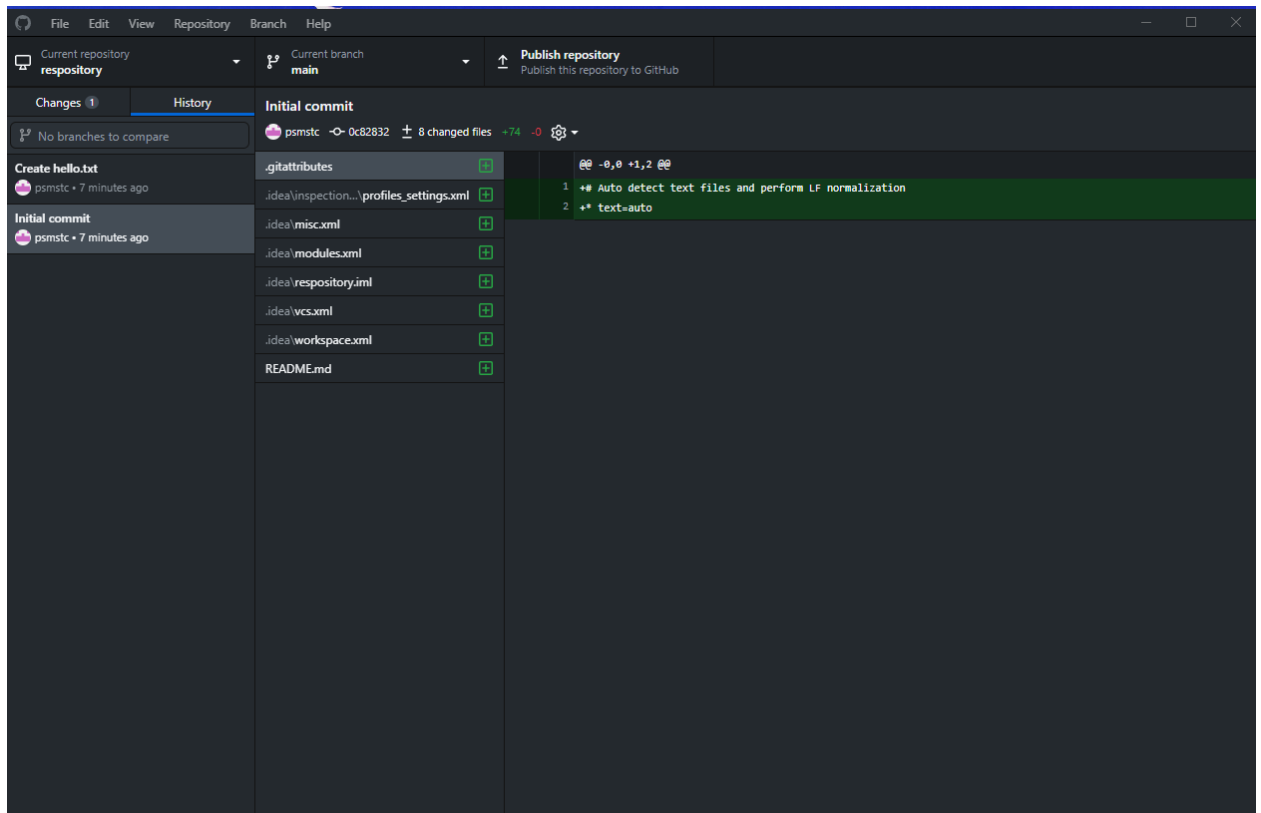 File Edit View Repository Branch Help
Current repository
respository
Current branch
main
Publish repository
Publish this repository to GitHub
Changes 1 History
No branches to compare
Create hello.txt
psmstc • 7 minutes ago
Initial commit
psmstc • 7 minutes ago
Initial commit
psmstc 0c82832 8 changed files +74 -0
.gitattributes
.idea\inspection...\profiles_settings.xml
.idea\misc.xml
.idea\modules.xml
.idea\respository.iml
.idea\vcs.xml
.idea\workspace.xml
README.md
@@ -0,0 +1,2 @@
1 +# Auto detect text files and perform LF normalization
2 +* text=auto